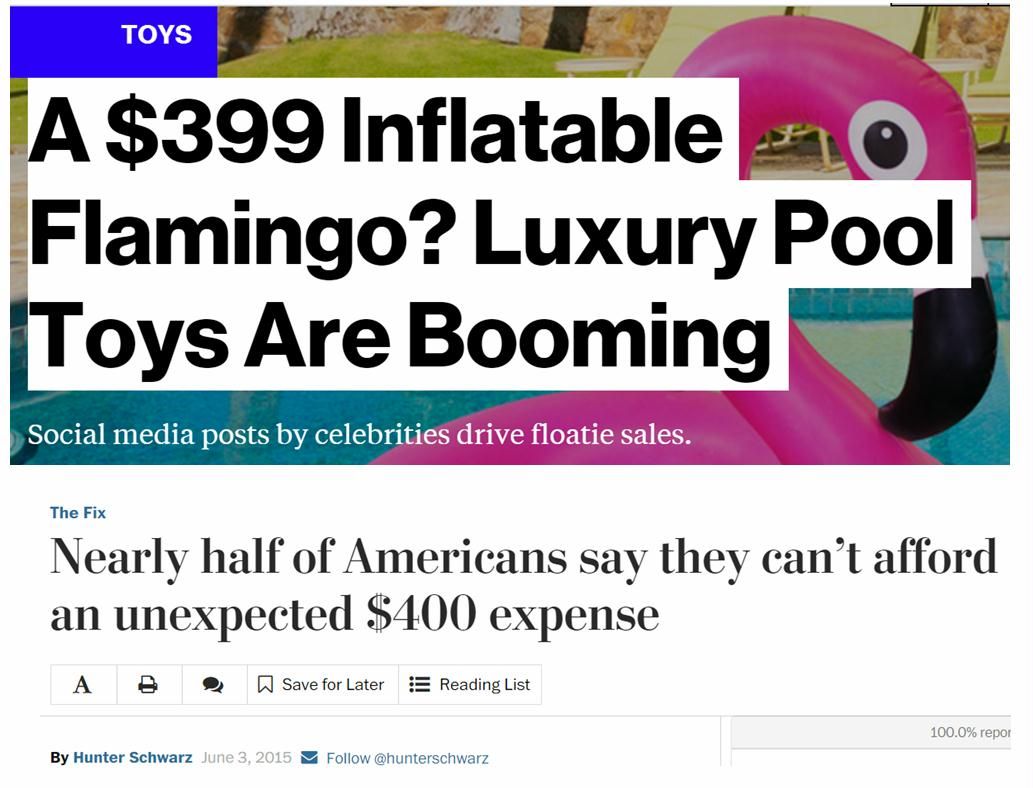 TOYS
A $399 Inflatable
Flamingo? Luxury Pool
Toys Are Booming
Social media posts by celebrities drive floatie sales.
The Fix
Nearly half of Americans say they can’t afford
an unexpected $400 expense
A Save for Later Reading List
100.0% repor
By Hunter Schwarz June 3, 2015 Follow @hunterschwarz